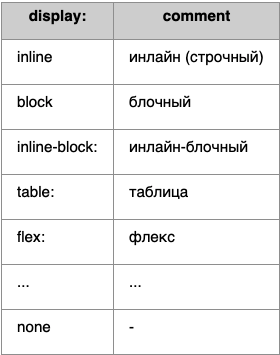 display: comment
inline инлайн (строчный)
block блочный
inline-block: инлайн-блочный
table: таблица
flex: флекс
... ...
none -